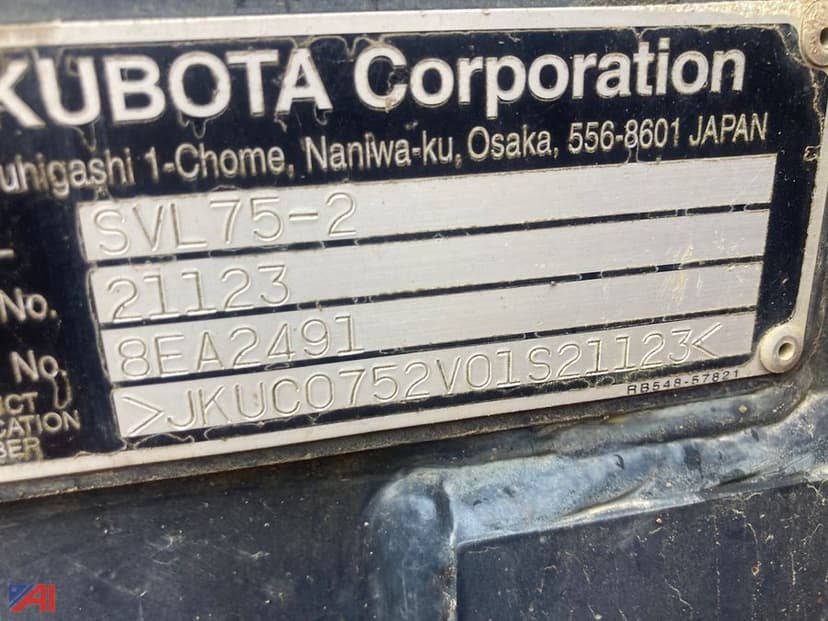 KUBOTA Corporation
uhigashi 1-Chome, Naniwa-ku, Osaka, 556-8601 JAPAN
SVL75-2
No. 21123
No. 8EA2491
>JKUC0752V01S21123<
RB548-57821
AI